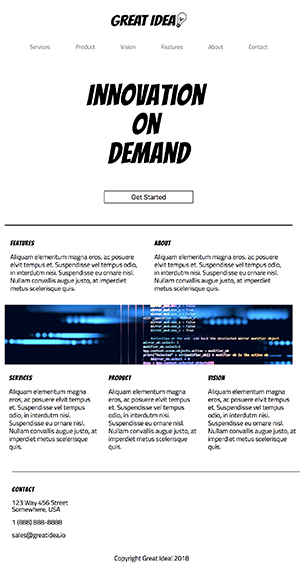 GREAT IDEA
Services Product Vision Features About Contact
INNOVATION
ON
DEMAND
Get Started
FEATURES
Aliquam elementum magna eros, ac posuere
elvit tempus et. Suspendisse vel tempus odio,
in interdutm nisi. Suspendisse eu ornare nisl.
Nullam convallis augue justo, at imperdiet
metus scelerisque quis.
ABOUT
Aliquam elementum magna eros, ac posuere
elvit tempus et. Suspendisse vel tempus odio,
in interdutm nisi. Suspendisse eu ornare nisl.
Nullam convallis augue justo, at imperdiet
metus scelerisque quis.
SERVICES
Aliquam elementum magna
eros, ac posuere elvit tempus
et. Suspendisse vel tempus
odio, in interdutm nisi.
Suspendisse eu ornare nisl.
Nullam convallis augue justo, at
imperdiet metus scelerisque
quis.
PRODUCT
Aliquam elementum magna
eros, ac posuere elvit tempus
et. Suspendisse vel tempus
odio, in interdutm nisi.
Suspendisse eu ornare nisl.
Nullam convallis augue justo, at
imperdiet metus scelerisque
quis.
VISION
Aliquam elementum magna
eros, ac posuere elvit tempus
et. Suspendisse vel tempus
odio, in interdutm nisi.
Suspendisse eu ornare nisl.
Nullam convallis augue justo, at
imperdiet metus scelerisque
quis.
CONTACT
123 Way 456 Street
Somewhere, USA
1 (888) 888-8888
sales@greatidea.io
Copyright Great Idea! 2018